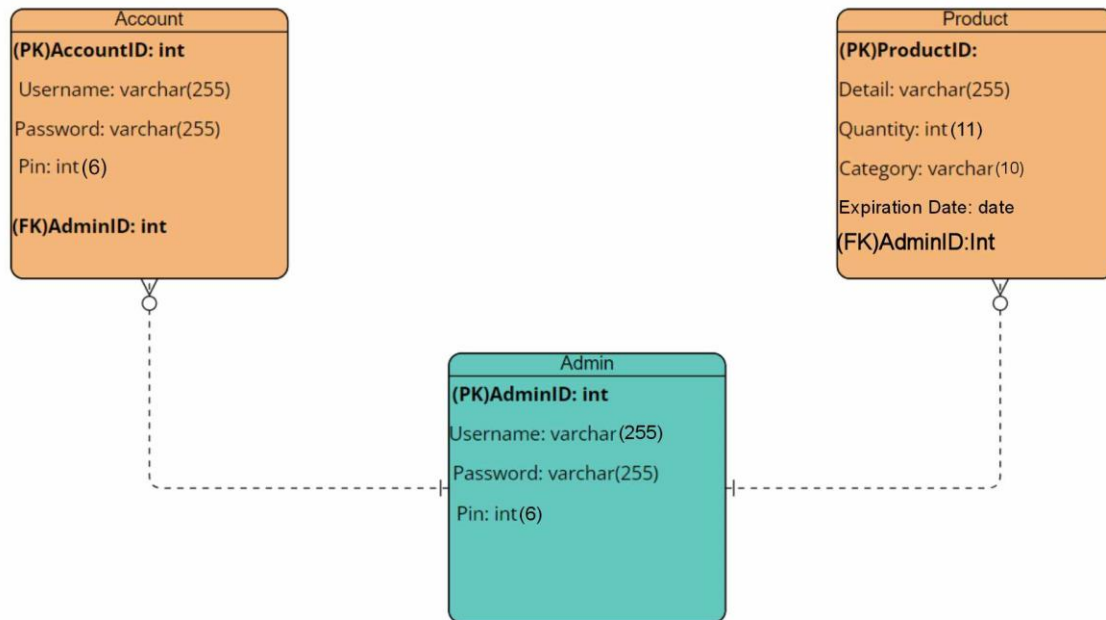 Account
(PK)AccountID: int
Username: varchar(255)
Password: varchar(255)
Pin: int(6)
(FK)AdminID: int
Product
(PK)ProductID:
Detail: varchar(255)
Quantity: int(11)
Category: varchar(10)
Expiration Date: date
(FK)AdminID:Int
Admin
(PK)AdminID: int
Username: varchar(255)
Password: varchar(255)
Pin: int(6)